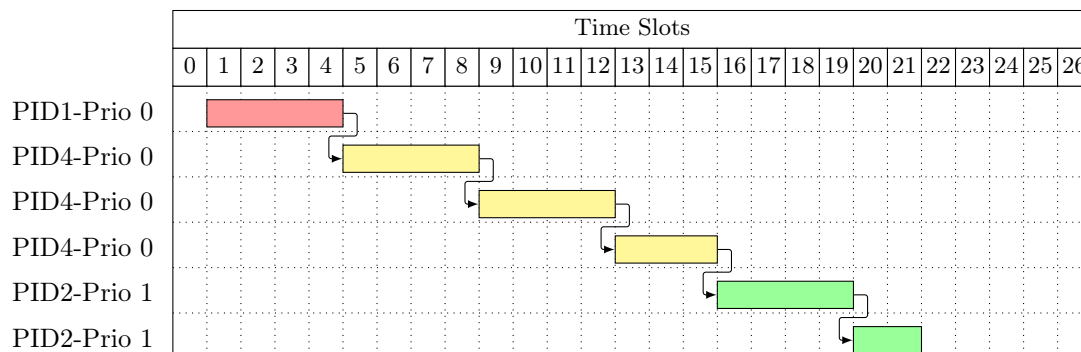 Time Slots
0 1 2 3 4 5 6 7 8 9 10 11 12 13 14 15 16 17 18 19 20 21 22 23 24 25 26
PID1-Prio 0
PID4-Prio 0
PID4-Prio 0
PID4-Prio 0
PID2-Prio 1
PID2-Prio 1